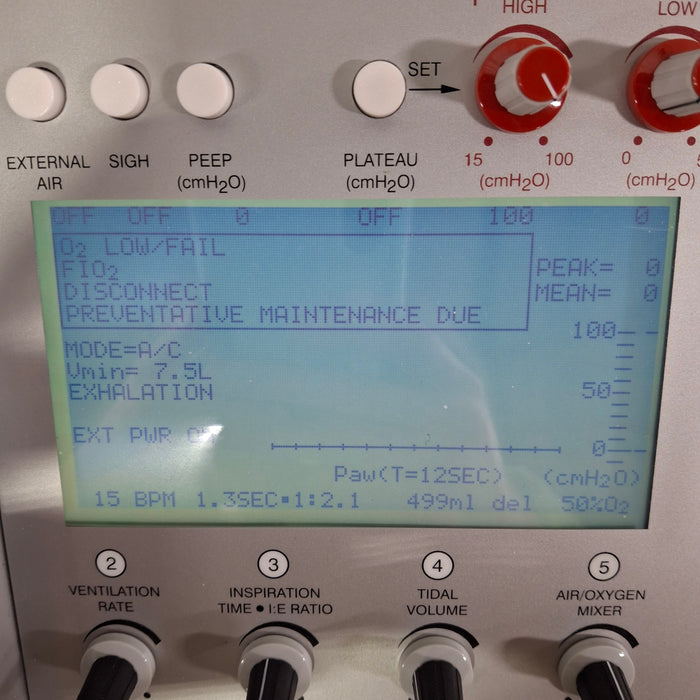 HIGH
LOW
SET
EXTERNAL AIR
SIGH
PEEP (cmH2O)
PLATEAU (cmH2O)
15 100
(cmH2O)
0
(cmH2O)
OFF OFF 0 OFF 100 0
O2 LOW/FAIL
FIO2
DISCONNECT
PREVENTATIVE MAINTENANCE DUE
PEAK= 0
MEAN= 0
MODE=A/C
Vmin= 7.5L
EXHALATION
EXT PWR
100
50
0
Paw(T=12SEC) (cmH2O)
15 BPM 1.3SEC▪1:2.1 499ml del 50%O2
2
VENTILATION
RATE
3
INSPIRATION
TIME • I:E RATIO
4
TIDAL
VOLUME
5
AIR/OXYGEN
MIXER